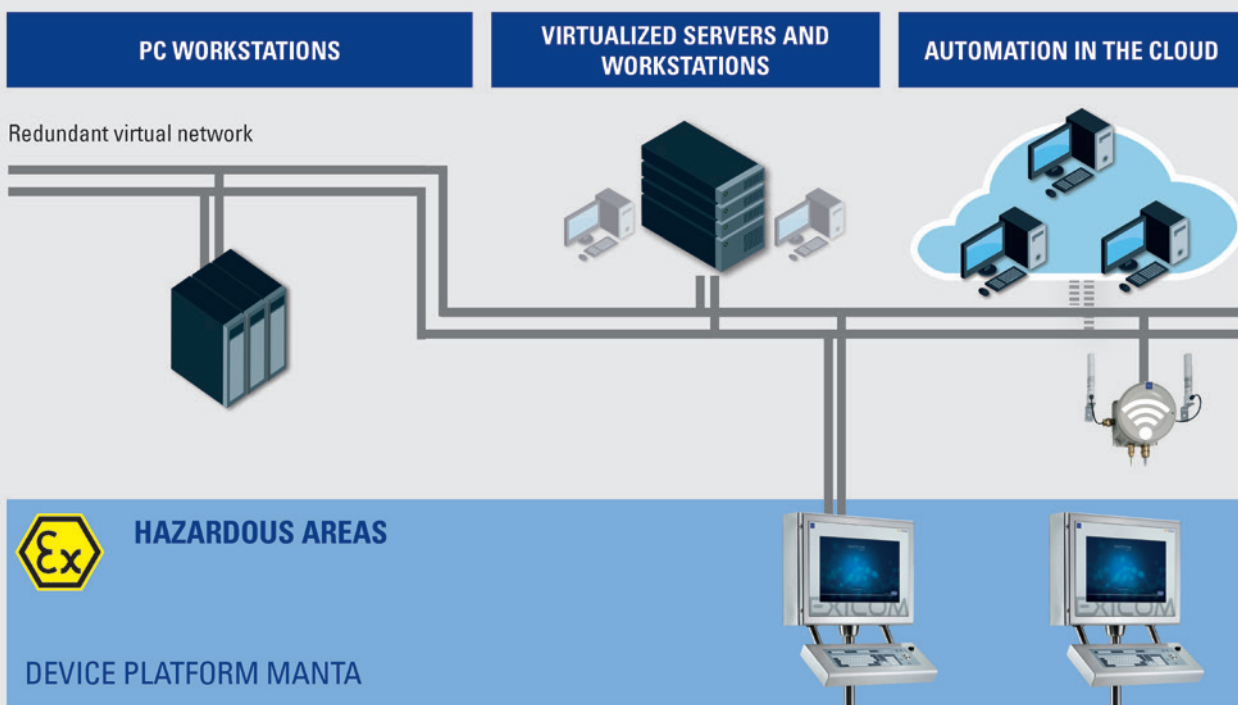 PC WORKSTATIONS
VIRTUALIZED SERVERS AND
WORKSTATIONS
AUTOMATION IN THE CLOUD
Redundant virtual network
HAZARDOUS AREAS
Ex
EXICOM
EXICOM
DEVICE PLATFORM MANTA